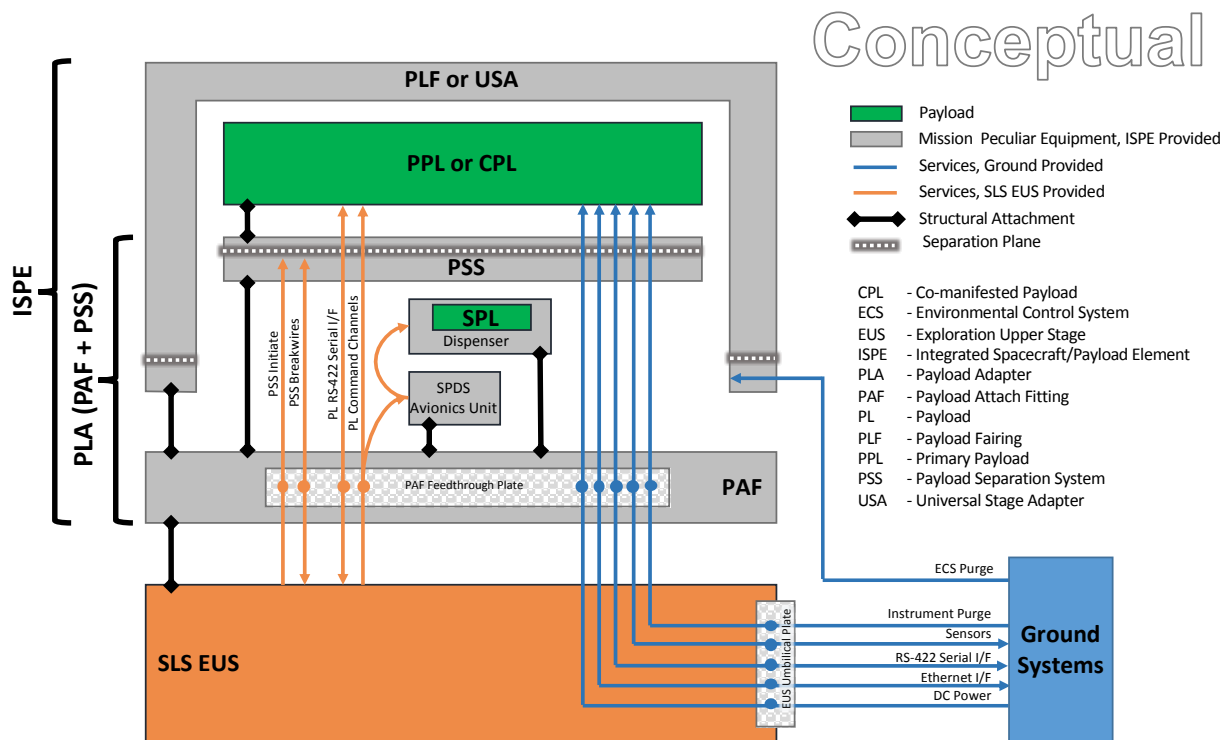 Conceptual
PLF or USA
Payload
Mission Peculiar Equipment, ISPE Provided
Services, Ground Provided
Services, SLS EUS Provided
Structural Attachment
Separation Plane
PPL or CPL
PSS
ISPE
PLA (PAF + PSS)
PSS Initiate
PSS Breakwires
PL RS-422 Serial I/F
PL Command Channels
SPL
Dispenser
SPDS
Avionics Unit
CPL - Co-manifested Payload
ECS - Environmental Control System
EUS - Exploration Upper Stage
ISPE - Integrated Spacecraft/Payload Element
PLA - Payload Adapter
PAF - Payload Attach Fitting
PL - Payload
PLF - Payload Fairing
PPL - Primary Payload
PSS - Payload Separation System
USA - Universal Stage Adapter
PAF Feedthrough Plate
PAF
SLS EUS
EUS Umbilical Plate
ECS Purge
Instrument Purge
Sensors
RS-422 Serial I/F
Ethernet I/F
DC Power
Ground
Systems